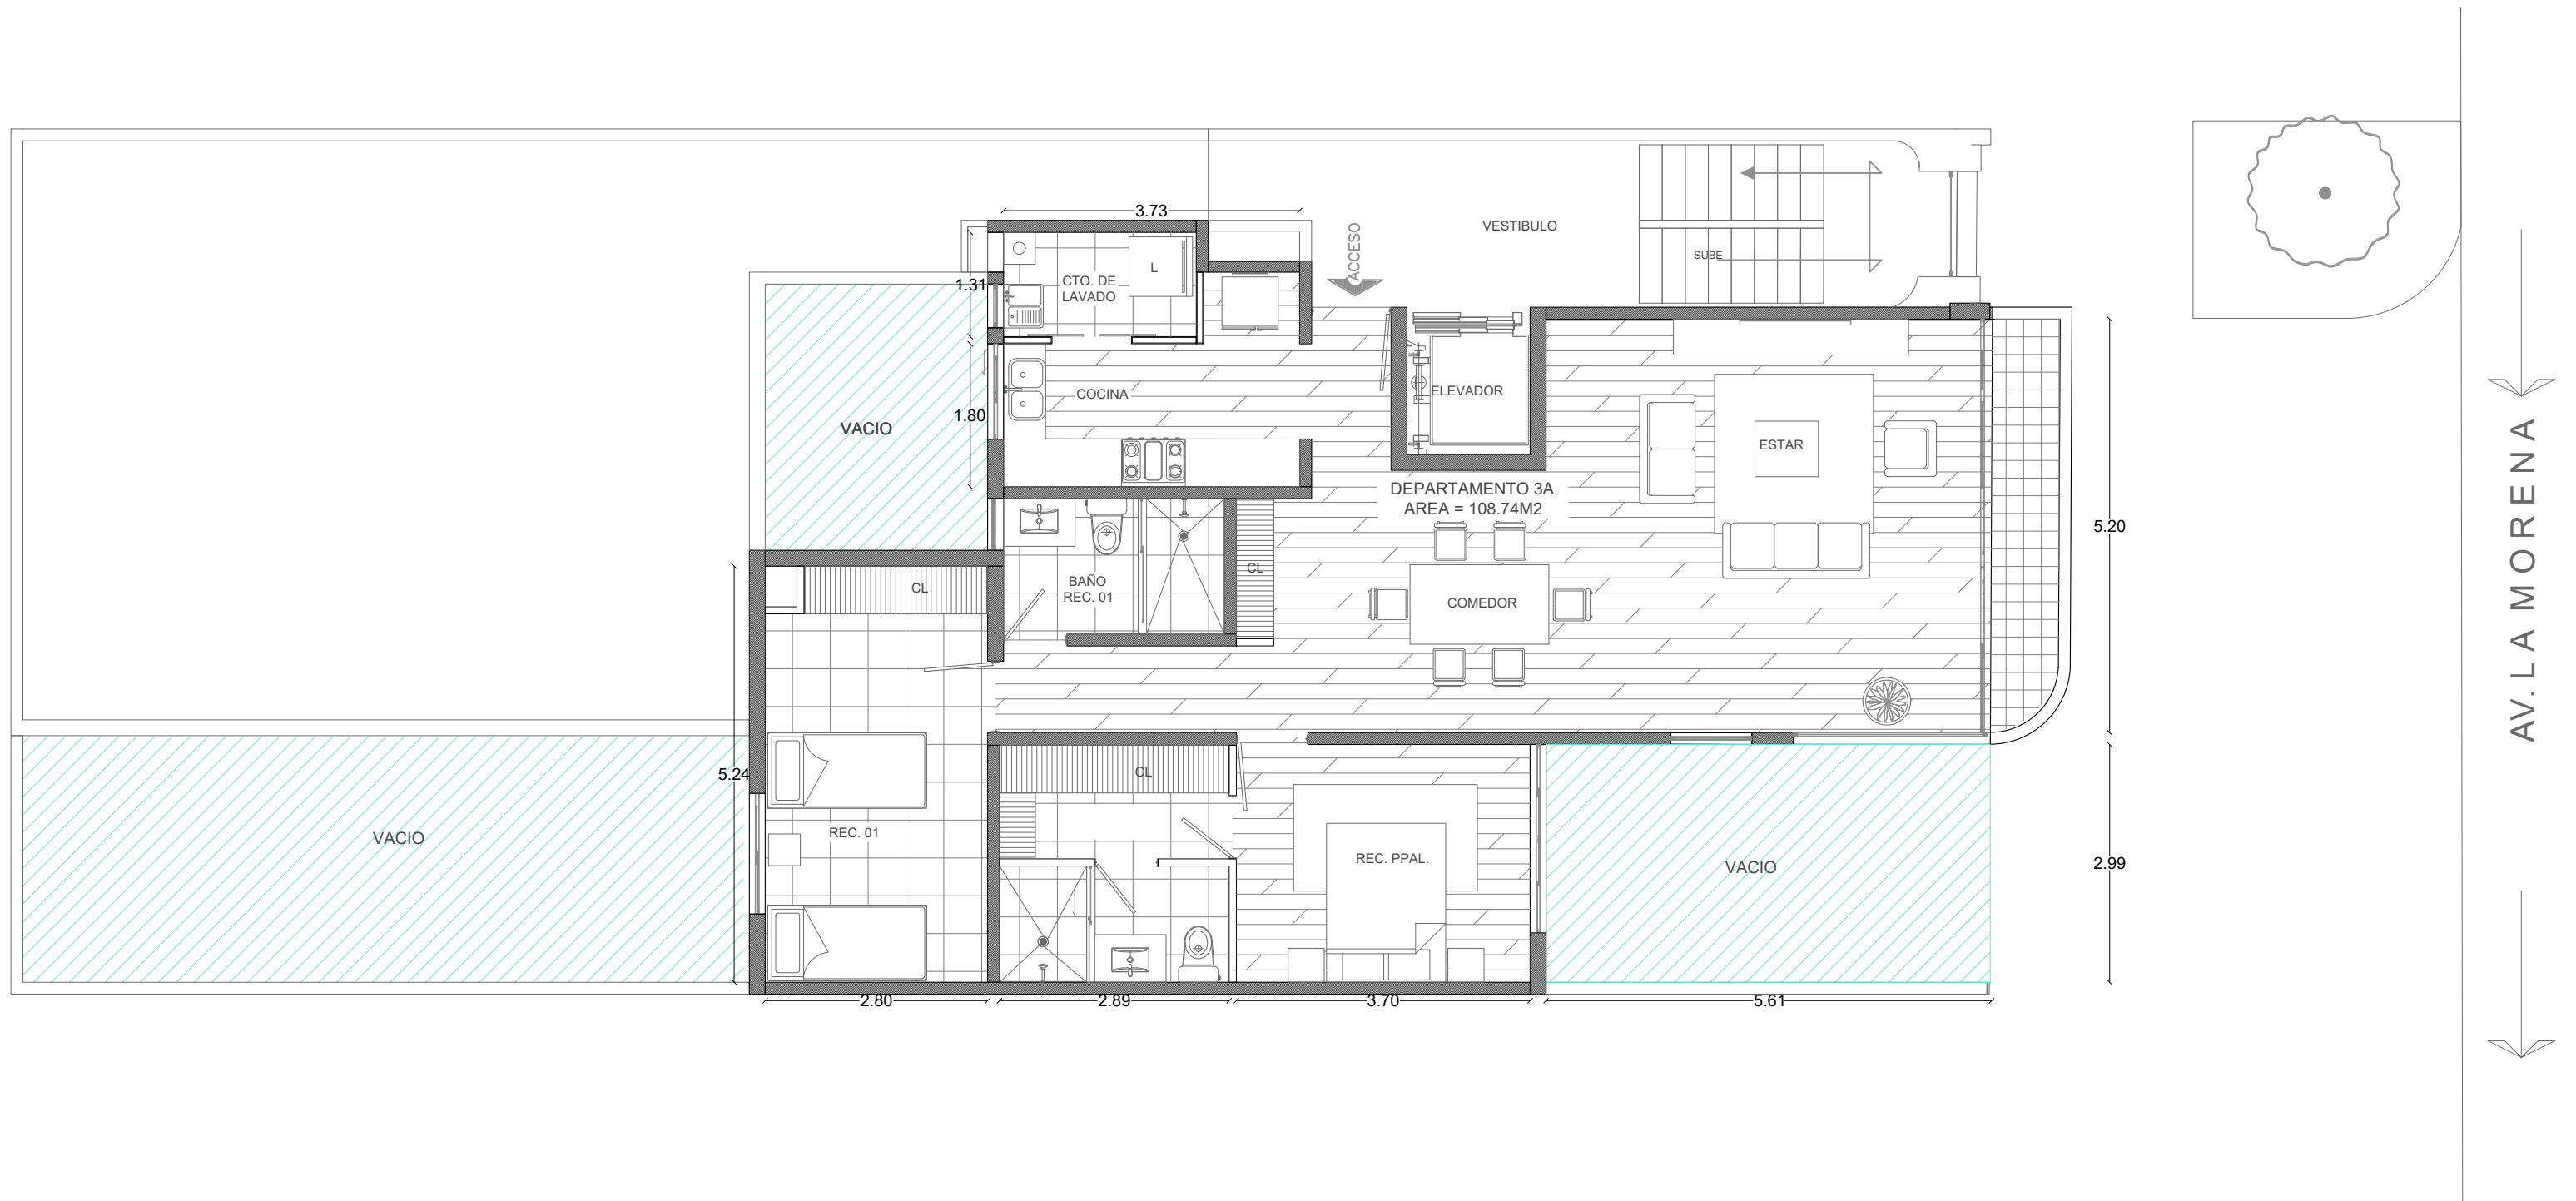 3.73
ACCESO
VESTIBULO
SUBE
1.31
CTO. DE
LAVADO
L
COCINA
1.80
VACIO
ELEVADOR
ESTAR
DEPARTAMENTO 3A
AREA = 108.74M2
5.20
AV. LA MORENA
CL
BAÑO
REC. 01
CL
COMEDOR
5.24
CL
REC. 01
VACIO
REC. PPAL.
VACIO
2.99
2.80
2.89
3.70
5.61